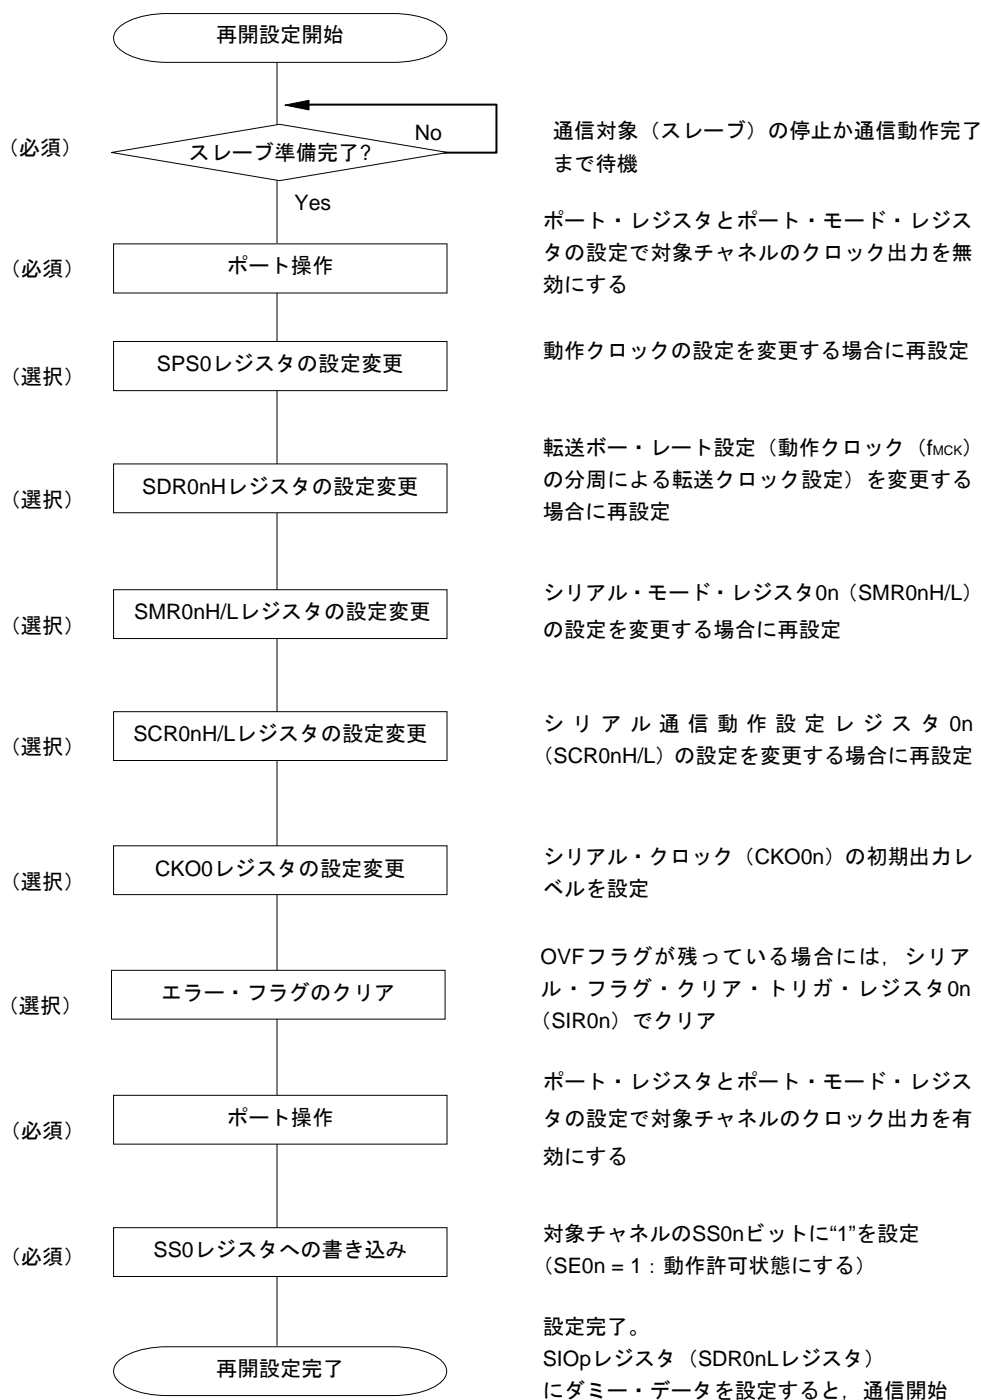 再開設定開始
(必須)
スレーブ準備完了?
No
通信対象(スレーブ)の停止か通信動作完了
まで待機
Yes
(必須)
ポート操作
ポート・レジスタとポート・モード・レジス
タの設定で対象チャネルのクロック出力を無
効にする
(選択)
SPS0レジスタの設定変更
動作クロックの設定を変更する場合に再設定
(選択)
SDR0nHレジスタの設定変更
転送ボー・レート設定(動作クロック(fMCK)
の分周による転送クロック設定)を変更する
場合に再設定
(選択)
SMR0nH/Lレジスタの設定変更
シリアル・モード・レジスタ0n(SMR0nH/L)
の設定を変更する場合に再設定
(選択)
SCR0nH/Lレジスタの設定変更
シリアル通信動作設定レジスタ0n
(SCR0nH/L)の設定を変更する場合に再設定
(選択)
CKO0レジスタの設定変更
シリアル・クロック(CKO0n)の初期出力レ
ベルを設定
(選択)
エラー・フラグのクリア
OVFフラグが残っている場合には,シリア
ル・フラグ・クリア・トリガ・レジスタ0n
(SIR0n)でクリア
(必須)
ポート操作
ポート・レジスタとポート・モード・レジス
タの設定で対象チャネルのクロック出力を有
効にする
(必須)
SS0レジスタへの書き込み
対象チャネルのSS0nビットに“1”を設定
(SE0n = 1:動作許可状態にする)
再開設定完了
設定完了。
SIOpレジスタ(SDR0nLレジスタ)
にダミー・データを設定すると,通信開始